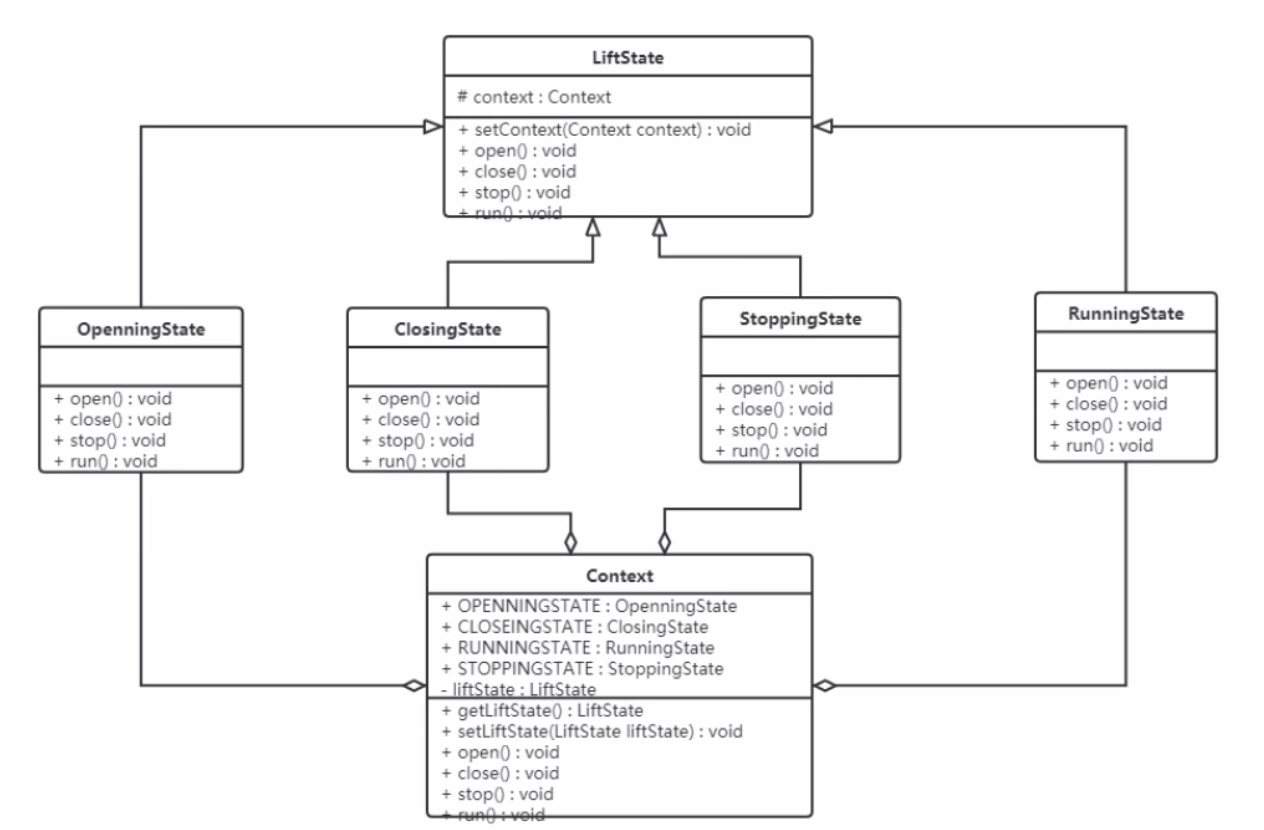 LiftState
# context : Context
+ setContext(Context context) : void
+ open() : void
+ close() : void
+ stop() : void
+ run() : void
OpenningState
+ open() : void
+ close() : void
+ stop() : void
+ run() : void
ClosingState
+ open() : void
+ close() : void
+ stop() : void
+ run() : void
StoppingState
+ open() : void
+ close() : void
+ stop() : void
+ run() : void
RunningState
+ open() : void
+ close() : void
+ stop() : void
+ run() : void
Context
+ OPENNINGSTATE : OpenningState
+ CLOSEINGSTATE : ClosingState
+ RUNNINGSTATE : RunningState
+ STOPPINGSTATE : StoppingState
- liftState : LiftState
+ getLiftState() : LiftState
+ setLiftState(LiftState liftState) : void
+ open() : void
+ close() : void
+ stop() : void
+ run() : void